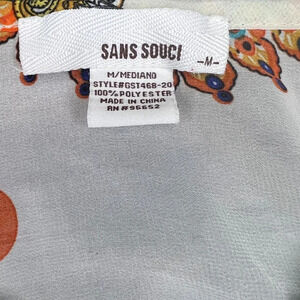 SANS SOUCI
-M-
M/MEDIANO
STYLE#GST468-20
100% POLYESTER
MADE IN CHINA
RN#96652